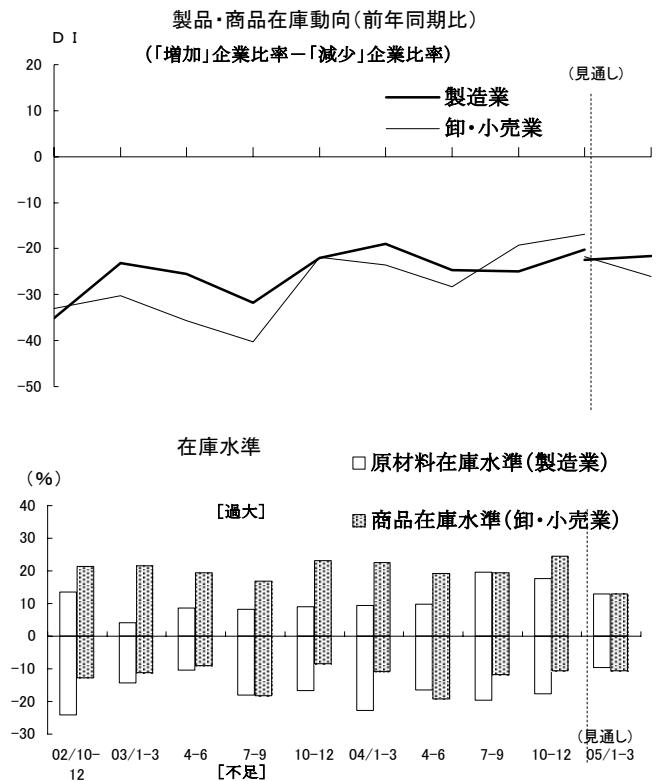 製品・商品在庫動向(前年同期比)
ＤＩ
(「増加」企業比率－「減少」企業比率)
20
10
0
-10
-20
-30
-40
-50
(見通し)
製造業
卸・小売業
在庫水準
(%)
原材料在庫水準(製造業)
[過大]
商品在庫水準(卸・小売業)
40
30
20
10
0
-10
-20
-30
02/10-12
03/1-3
4-6
7-9
10-12
04/1-3
4-6
7-9
10-12
05/1-3
(見通し)
[不足]